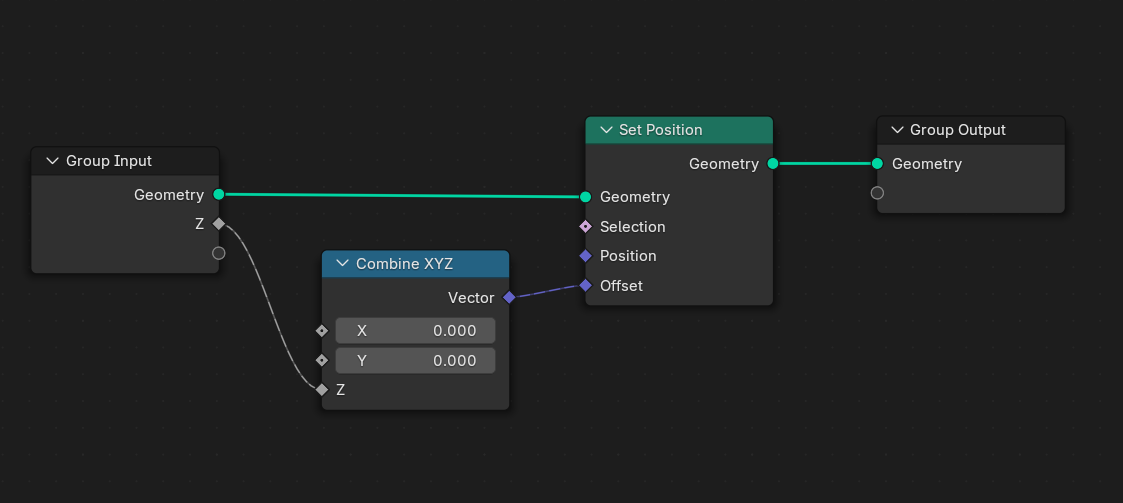 Group Input
Geometry
Z
Combine XYZ
Vector
X 0.000
Y 0.000
Z
Set Position
Geometry
Geometry
Selection
Position
Offset
Group Output
Geometry